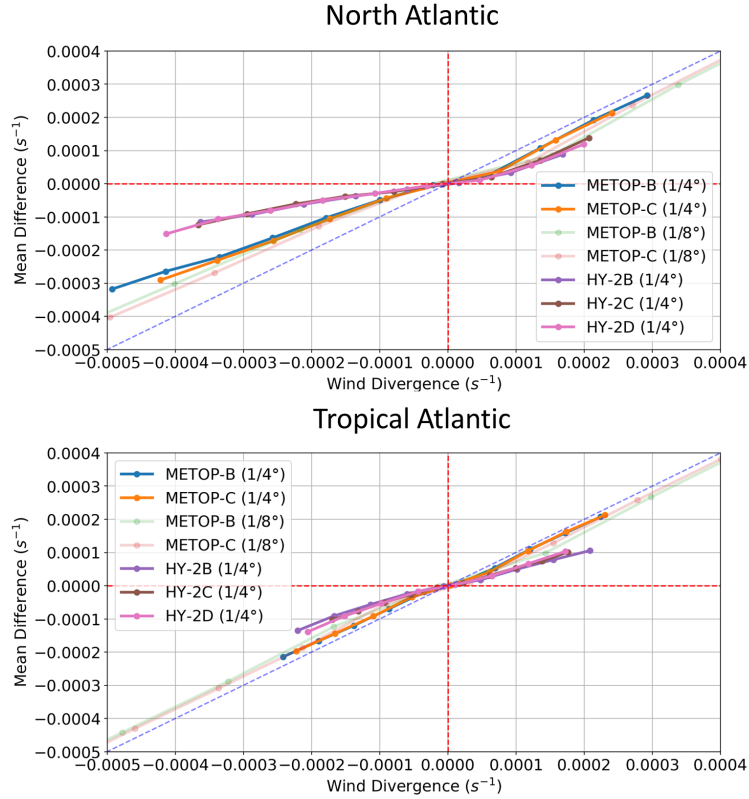 North Atlantic
0.0004
0.0003
0.0002
0.0001
0.0000
−0.0001
−0.0002
−0.0003
−0.0004
−0.0005
Mean Difference (s⁻¹)
METOP-B (1/4°)
METOP-C (1/4°)
METOP-B (1/8°)
METOP-C (1/8°)
HY-2B (1/4°)
HY-2C (1/4°)
HY-2D (1/4°)
−0.0005 −0.0004 −0.0003 −0.0002 −0.0001 0.0000 0.0001 0.0002 0.0003 0.0004
Wind Divergence (s⁻¹)
Tropical Atlantic
0.0004
0.0003
0.0002
0.0001
0.0000
−0.0001
−0.0002
−0.0003
−0.0004
−0.0005
Mean Difference (s⁻¹)
METOP-B (1/4°)
METOP-C (1/4°)
METOP-B (1/8°)
METOP-C (1/8°)
HY-2B (1/4°)
HY-2C (1/4°)
HY-2D (1/4°)
−0.0005 −0.0004 −0.0003 −0.0002 −0.0001 0.0000 0.0001 0.0002 0.0003 0.0004
Wind Divergence (s⁻¹)